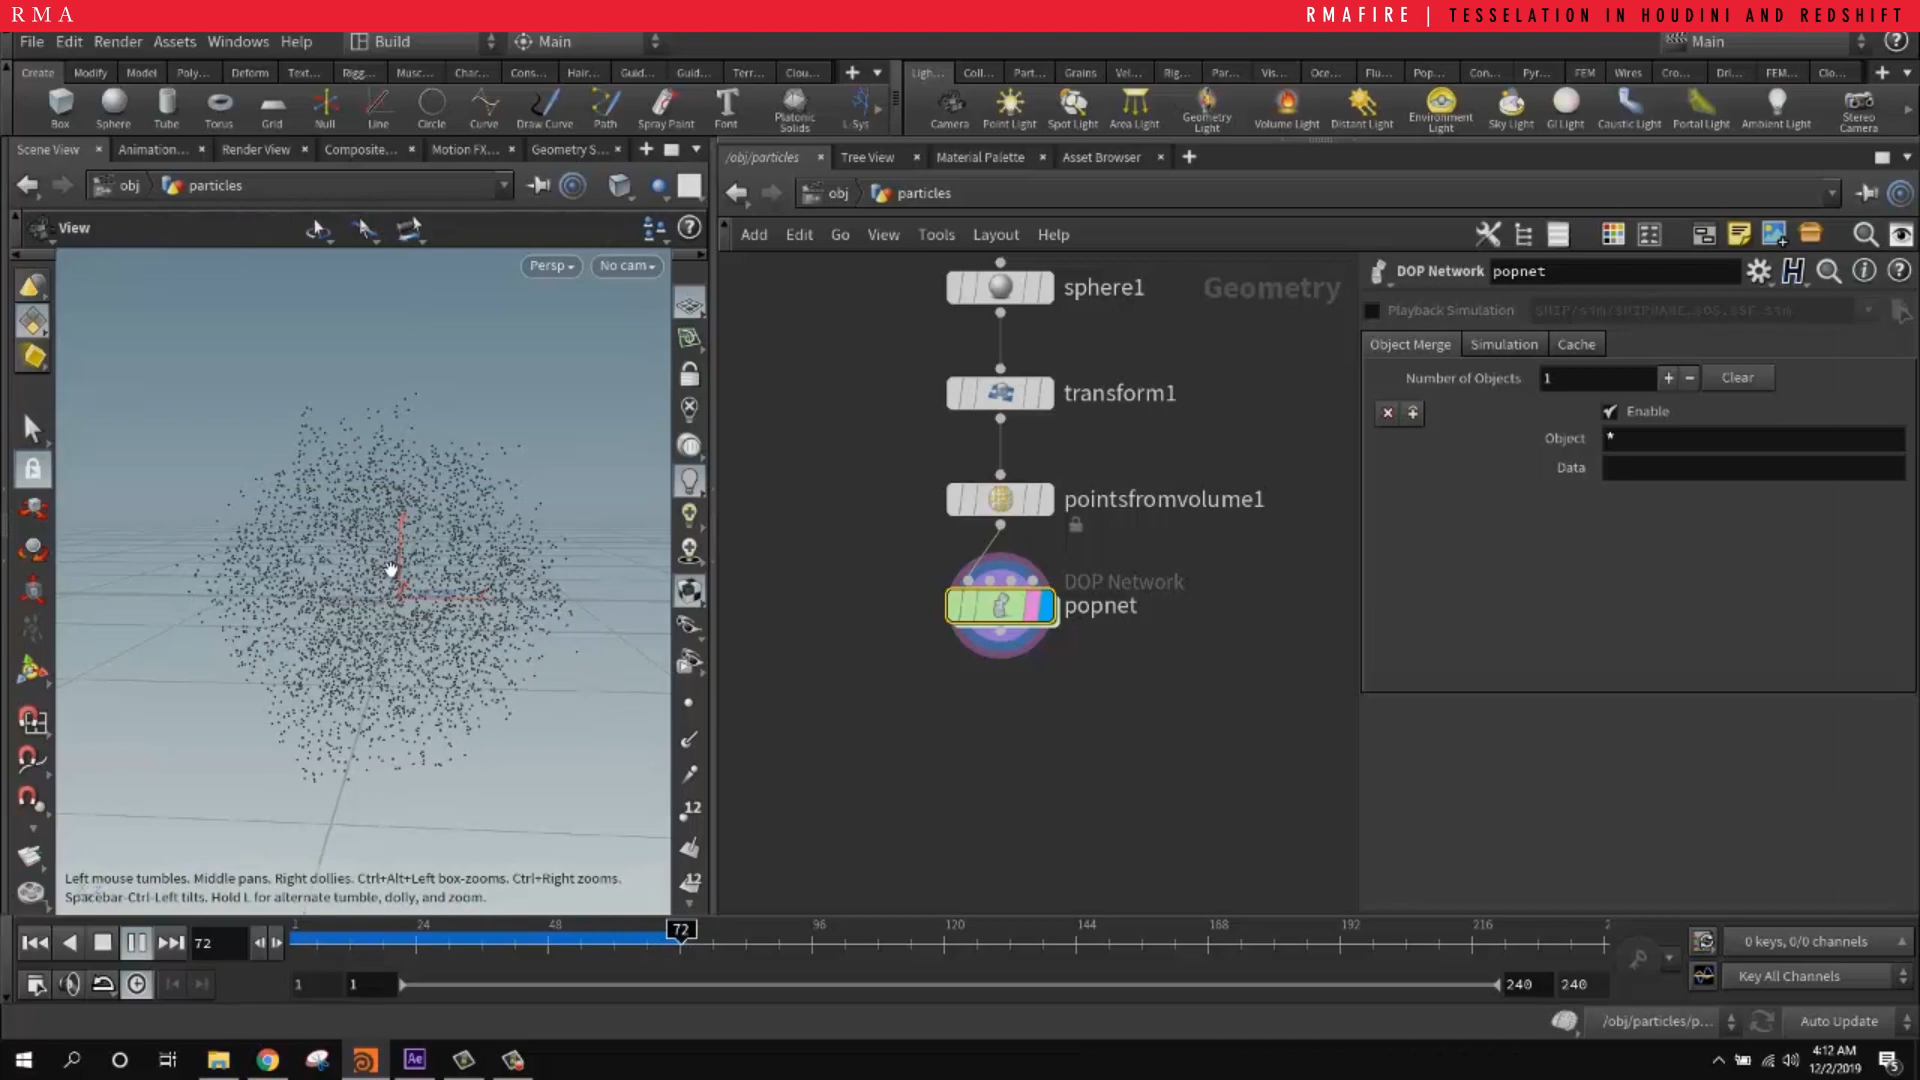 RMA
RMAFIRE | TESSELATION IN HOUDINI AND REDSHIFT
File Edit Render Assets Windows Help Build Main Main
Create Modify Model Poly... Deform Text... Rigg... Musc... Char... Cons... Hair... Guid... Guid... Terr... Clou...
Ligh... Coll... Part... Grains Vel... Rig... Par... Vis... Oce... Flu... Pop... Con... Pyr... FEM Wires Cro... Dri... FEM... Clo...
Box Sphere Tube Torus Grid Null Line Circle Curve Draw Curve Path Spray Paint Font Platonic Solids L-Sys
Camera Point Light Spot Light Area Light Geometry Light Volume Light Distant Light Environment Light Sky Light GI Light Caustic Light Portal Light Ambient Light Stereo Camera
Scene View Animation... Render View Composite... Motion FX... Geometry S...
/obj/particles Tree View Material Palette Asset Browser
obj particles
obj particles
View
Add Edit Go View Tools Layout Help
Persp No cam
DOP Network popnet
Playback Simulation
Object Merge Simulation Cache
Number of Objects 1 Clear
Enable
Object *
Data
sphere1
Geometry
transform1
pointsfromvolume1
DOP Network
popnet
12
12
Left mouse tumbles. Middle pans. Right dollies. Ctrl+Alt+Left box-zooms. Ctrl+Right zooms.
Spacebar-Ctrl-Left tilts. Hold L for alternate tumble, dolly, and zoom.
72
1 24 48 72 96 120 144 168 192 216 2
0 keys, 0/0 channels
1 1 240 240
Key All Channels
/obj/particles/p... Auto Update
Ae
4:12 AM
12/2/2019
5